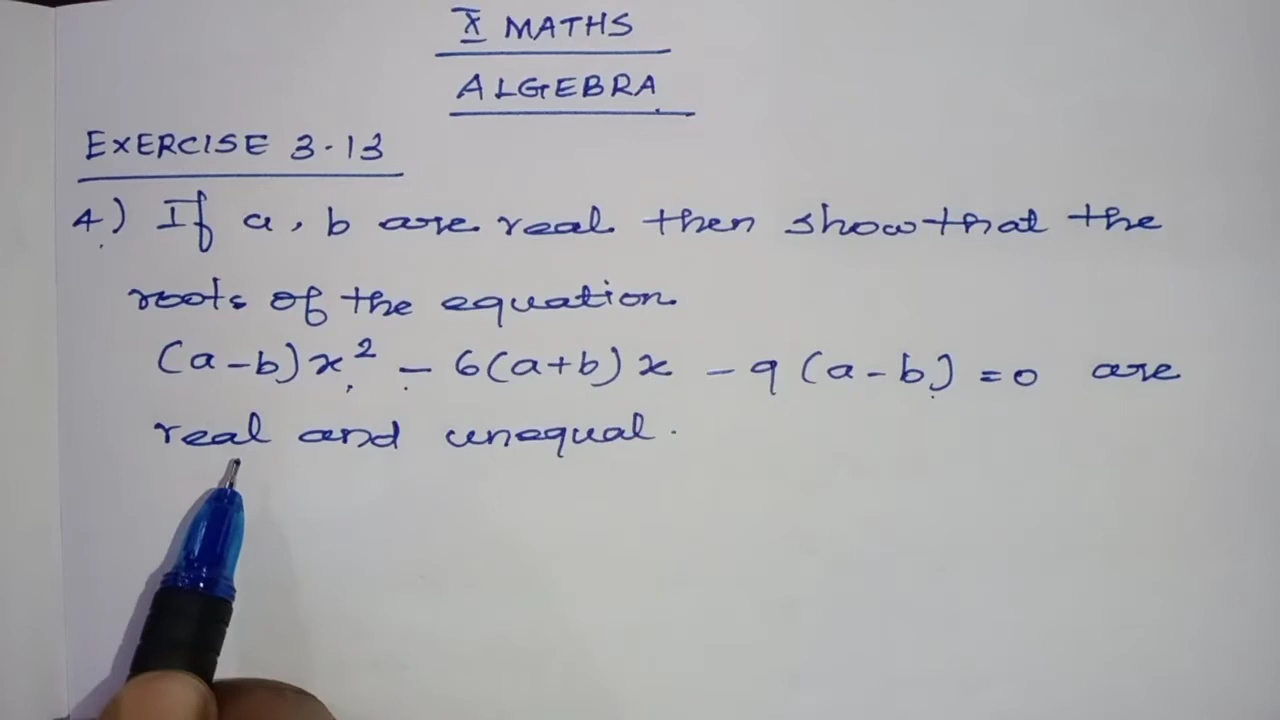 X MATHS
ALGEBRA
EXERCISE 3.13
4.) If a, b are real then show that the
roots of the equation
(a-b)x² - 6(a+b)x - 9(a-b) = 0 are
real and unequal.